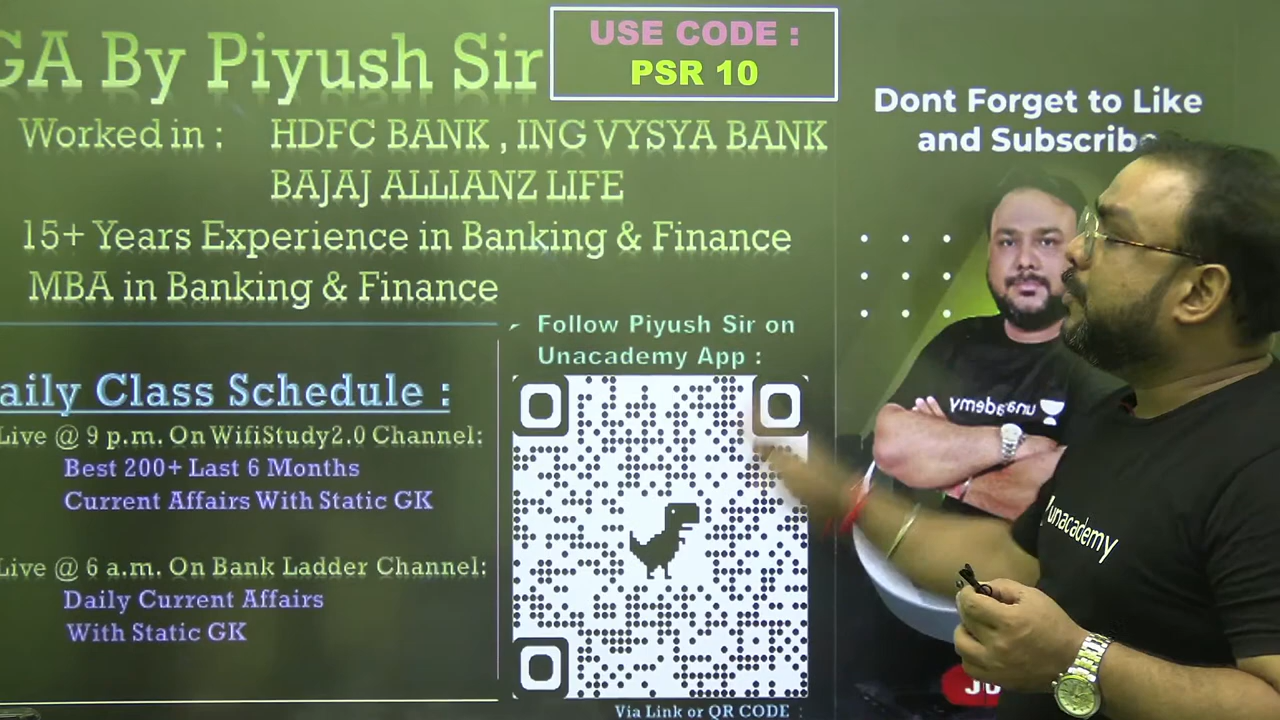 GA By Piyush Sir
USE CODE :
PSR 10
Worked in : HDFC BANK , ING VYSYA BANK
BAJAJ ALLIANZ LIFE
15+ Years Experience in Banking & Finance
MBA in Banking & Finance
Dont Forget to Like
and Subscribe
Follow Piyush Sir on
Unacademy App :
aily Class Schedule :
Live @ 9 p.m. On WifiStudy2.0 Channel:
Best 200+ Last 6 Months
Current Affairs With Static GK
Live @ 6 a.m. On Bank Ladder Channel:
Daily Current Affairs
With Static GK
Via Link or QR CODE :
unacademy
unacademy